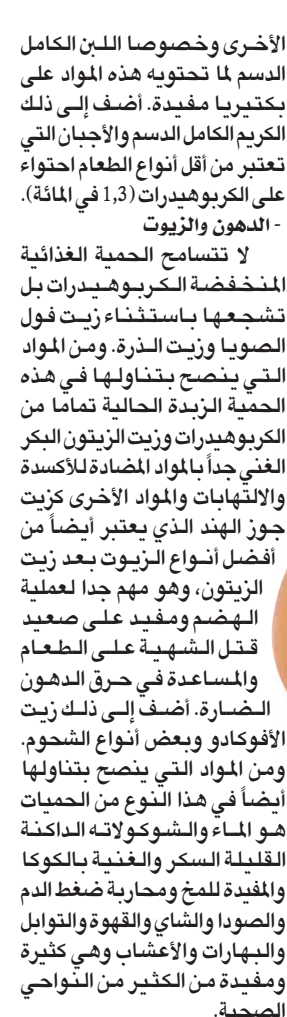 الأخرى وخصوصا اللبن الكامل
الدسم لما تحتويه هذه المواد على
بكتيريا مفيدة. أضف إلى ذلك
الكريم الكامل الدسم والأجبان التي
تعتبر من أقل أنواع الطعام احتواء
على الكربوهيدرات (1,3 في المائة).
- الدهون والزيوت
لا تتسامح الحمية الغذائية
المنخفضة الكربوهيدرات بل
تشجعها باستثناء زيت فول
الصويا وزيت الذرة. ومن المواد
التي ينصح بتناولها في هذه
الحمية الزبدة الحالية تماما من
الكربوهيدرات وزيت الزيتون البكر
الغني جداً بالمواد المضادة للأكسدة
والالتهابات والمواد الأخرى كزيت
جوز الهند الذي يعتبر أيضاً من
أفضل أنواع الزيوت بعد زيت
الزيتون، وهو مهم جدا لعملية
الهضم ومفيد على صعيد
قتل الشهية على الطعام
والمساعدة في حرق الدهون
الضارة. أضف إلى ذلك زيت
الأفوكادو وبعض أنواع الشحوم.
ومن المواد التي ينصح بتناولها
أيضاً في هذا النوع من الحميات
هو الماء والشوكولاته الداكنة
القليلة السكر والغنية بالكوكا
والمفيدة للمخ ومحاربة ضغط الدم
والصودا والشاي والقهوة والتوابل
والبهارات والأعشاب وهي كثيرة
ومفيدة من الكثير من النواحي
الصحية.